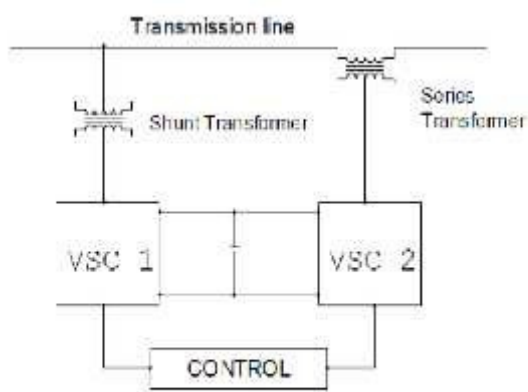 Transmission line
Shunt Transformer
Series
Transformer
VSC 1
VSC 2
CONTROL